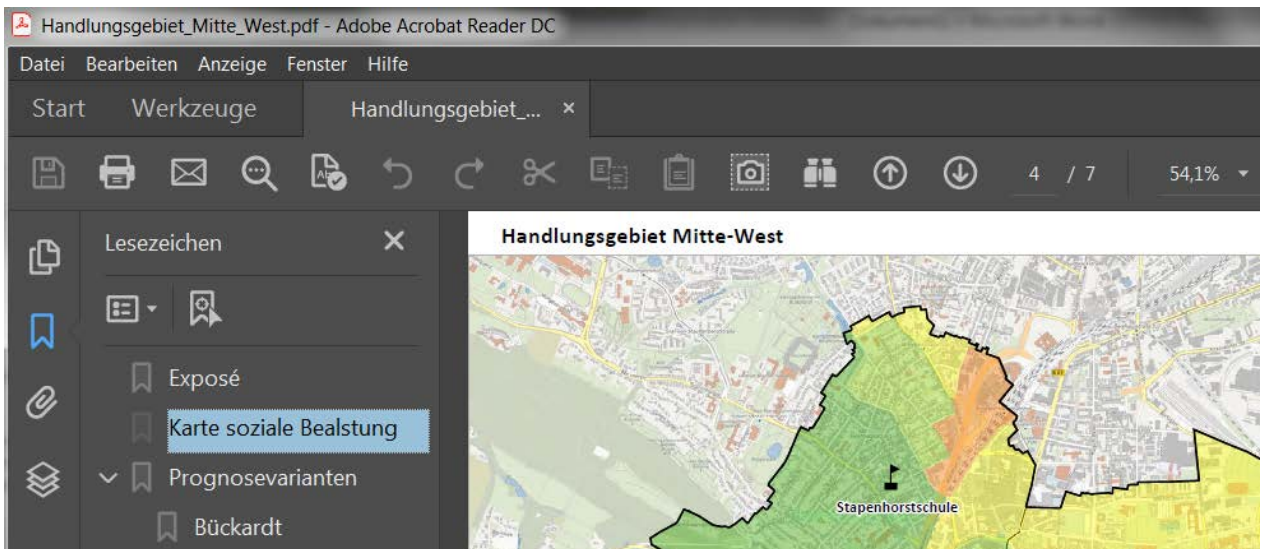 Handlungsgebiet_Mitte_West.pdf - Adobe Acrobat Reader DC
Datei Bearbeiten Anzeige Fenster Hilfe
Start Werkzeuge Handlungsgebiet_... ×
4 / 7 54,1%
Lesezeichen
Exposé
Karte soziale Bealstung
Prognosevarianten
Bückardt
Handlungsgebiet Mitte-West
Stapenhorstschule